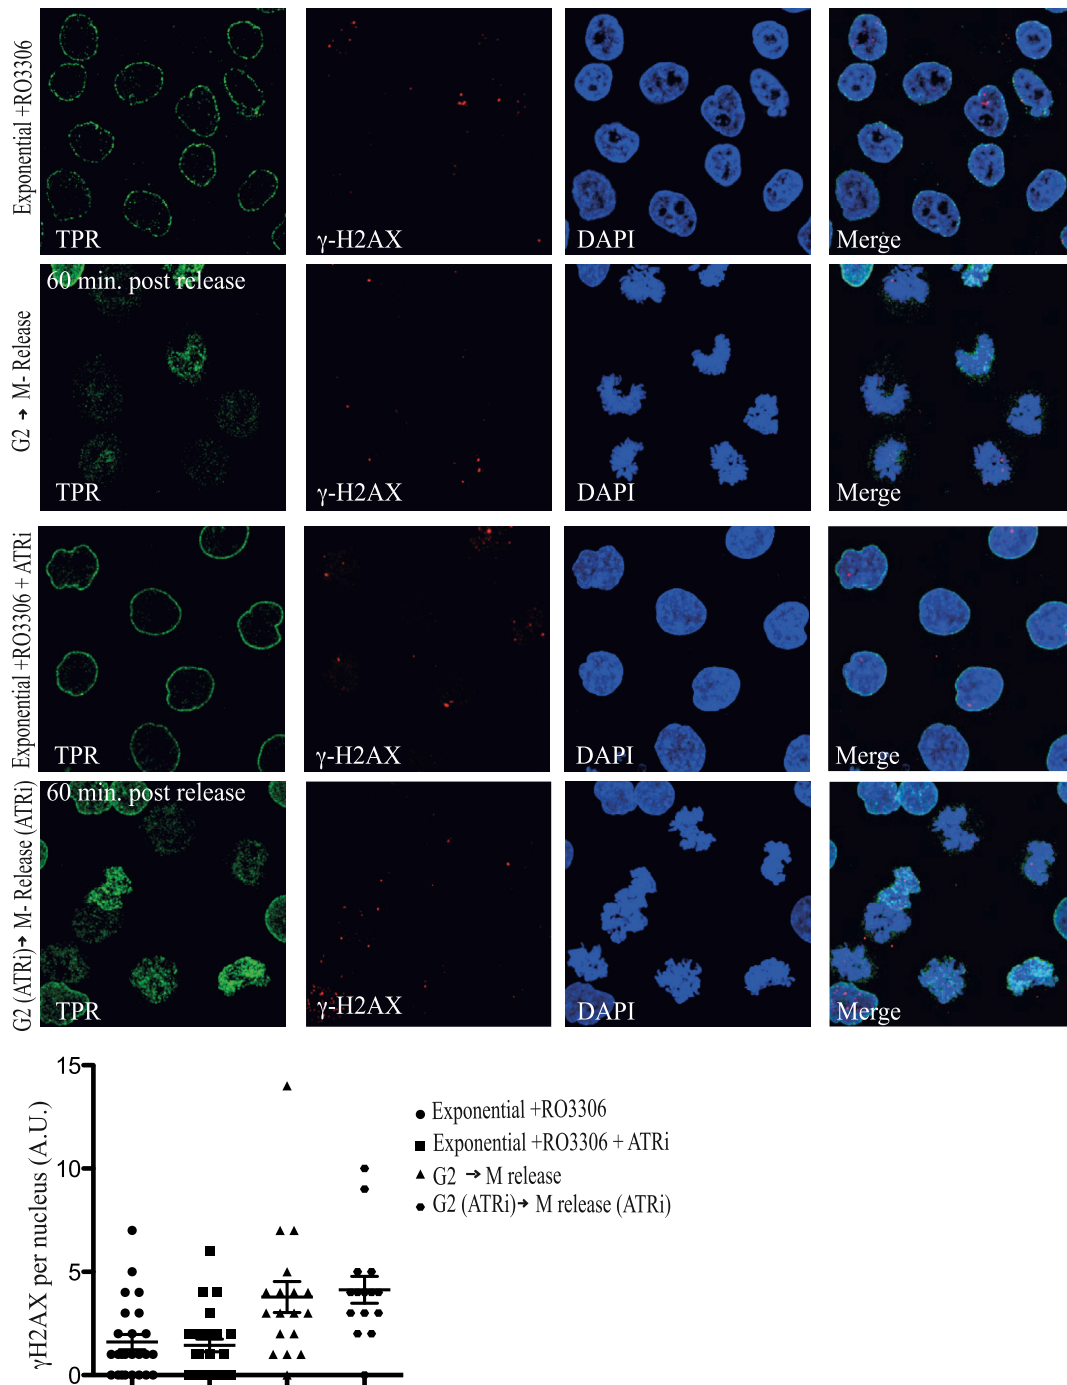 Exponential +RO3306
TPR
γ-H2AX
DAPI
Merge
G2 → M- Release
60 min. post release
TPR
γ-H2AX
DAPI
Merge
Exponential +RO3306 + ATRi
TPR
γ-H2AX
DAPI
Merge
G2 (ATRi)→ M- Release (ATRi)
60 min. post release
TPR
γ-H2AX
DAPI
Merge
γH2AX per nucleus (A.U.)
15
10
5
0
Exponential +RO3306
Exponential +RO3306 + ATRi
G2 → M release
G2 (ATRi)→ M release (ATRi)